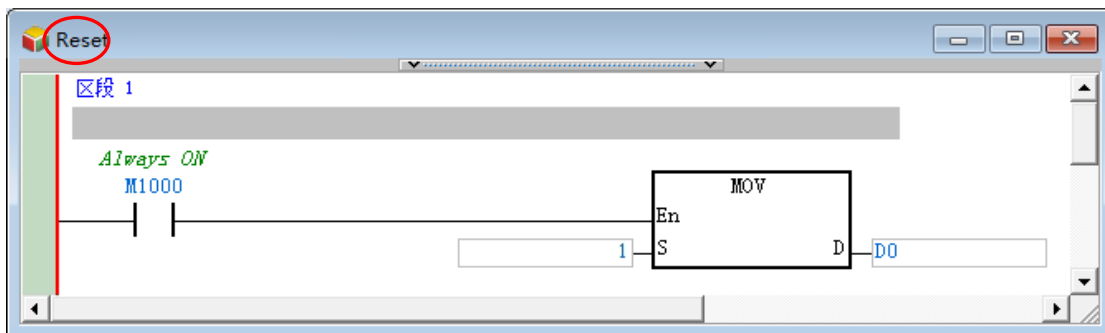 Reset
区段 1
Always ON
M1000
MOV
En
1 S D D0